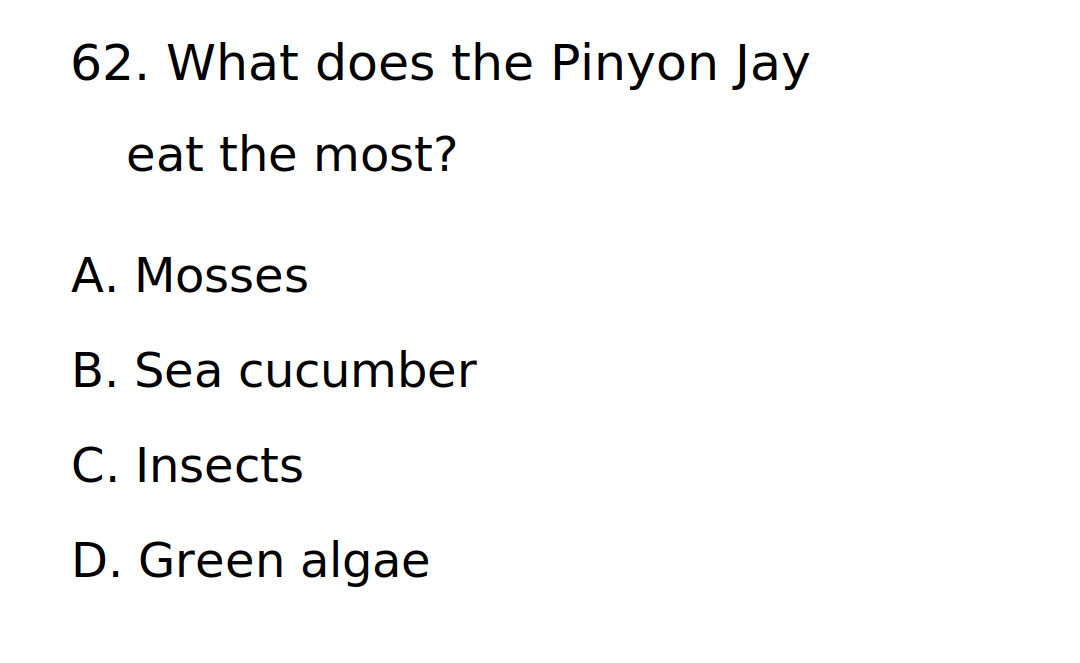 62. What does the Pinyon Jay
eat the most?
A. Mosses
B. Sea cucumber
C. Insects
D. Green algae